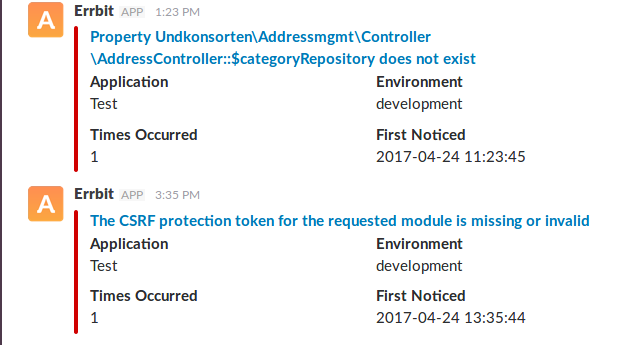 A
Errbit APP 1:23 PM
Property Undkonsorten\Addressmgmt\Controller
\AddressController::$categoryRepository does not exist
Application Environment
Test development
Times Occurred First Noticed
1 2017-04-24 11:23:45
A
Errbit APP 3:35 PM
The CSRF protection token for the requested module is missing or invalid
Application Environment
Test development
Times Occurred First Noticed
1 2017-04-24 13:35:44